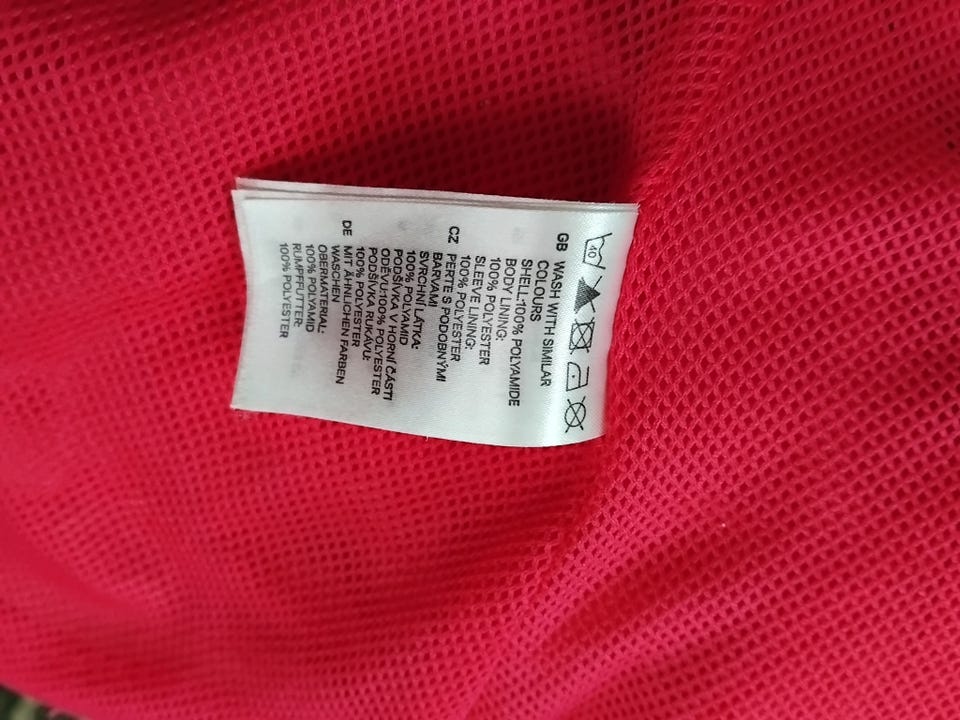 40
GB WASH WITH SIMILAR
COLOURS
SHELL:100% POLYAMIDE
BODY LINING:
100% POLYESTER
SLEEVE LINING:
100% POLYESTER
CZ PERTE S PODOBNÝMI
BARVAMI
SVRCHNÍ LÁTKA:
100% POLYAMID
PODŠÍVKA V HORNÍ ČÁSTI
ODĚVU:100% POLYESTER
PODŠÍVKA RUKÁVU:
100% POLYESTER
DE MIT ÄHNLICHEN FARBEN
WASCHEN
OBERMATERIAL:
100% POLYAMID
RUMPFFUTTER:
100% POLYESTER